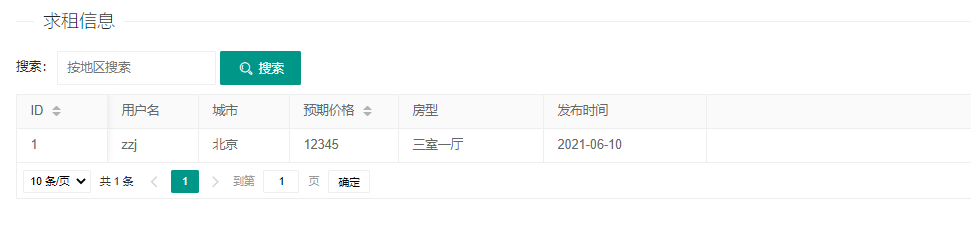 求租信息
搜索： 按地区搜索 搜索
ID 用户名 城市 预期价格 房型 发布时间
1 zzj 北京 12345 三室一厅 2021-06-10
10 条/页 共 1 条 1 到第 1 页 确定